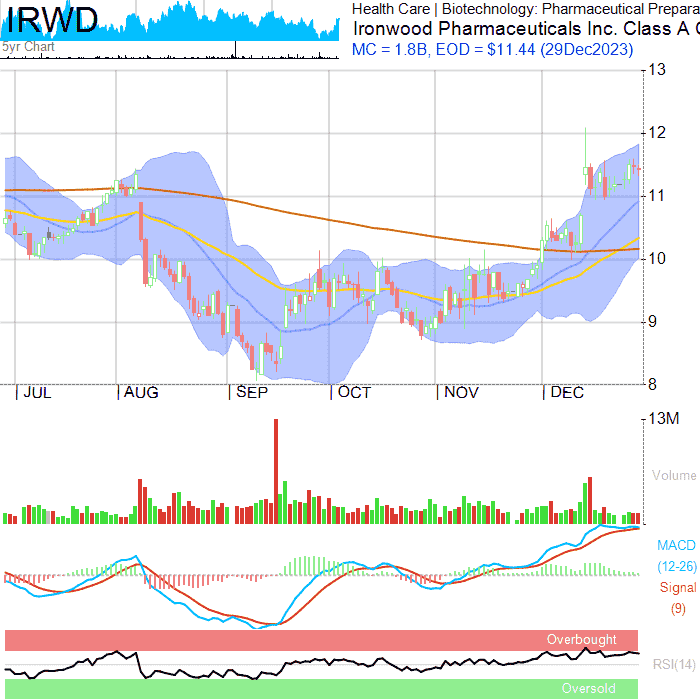 IRWD
5yr Chart
Health Care | Biotechnology: Pharmaceutical Prepara
Ironwood Pharmaceuticals Inc. Class A C
MC = 1.8B, EOD = $11.44 (29Dec2023)
13
12
11
10
9
8
JUL AUG SEP OCT NOV DEC
13M
Volume
MACD
(12-26)
Signal
(9)
Overbought
RSI(14)
Oversold